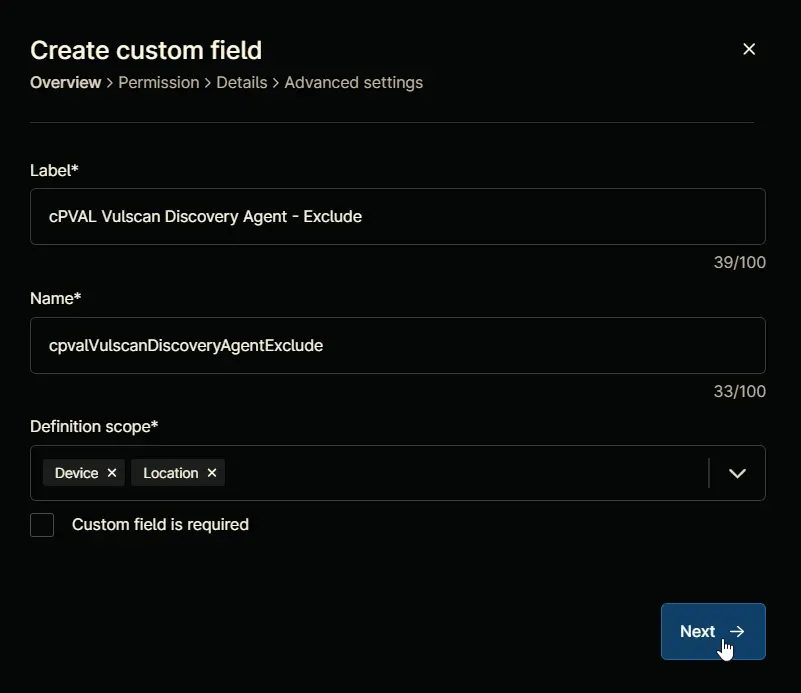 Create custom field
Overview > Permission > Details > Advanced settings
Label*
cPVAL Vulscan Discovery Agent - Exclude
39/100
Name*
cpvalVulscanDiscoveryAgentExclude
33/100
Definition scope*
Device × Location ×
Custom field is required
Next →